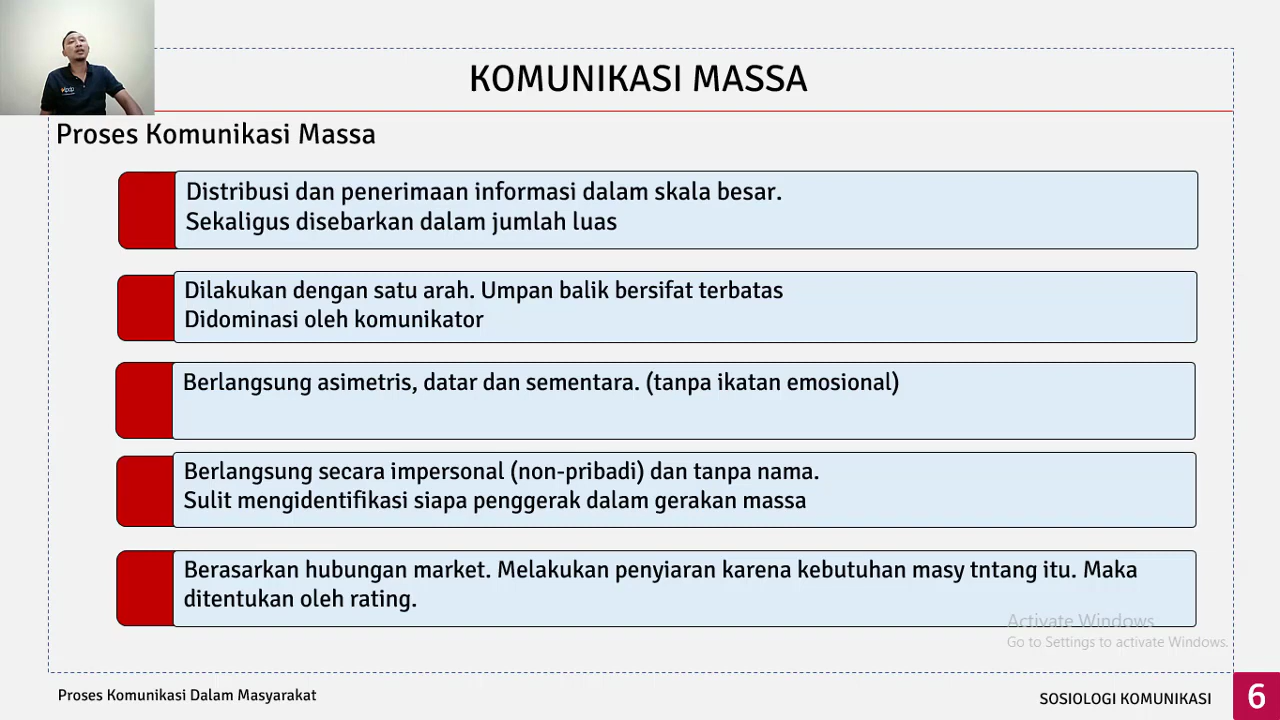 KOMUNIKASI MASSA
Proses Komunikasi Massa
Distribusi dan penerimaan informasi dalam skala besar.
Sekaligus disebarkan dalam jumlah luas
Dilakukan dengan satu arah. Umpan balik bersifat terbatas
Didominasi oleh komunikator
Berlangsung asimetris, datar dan sementara. (tanpa ikatan emosional)
Berlangsung secara impersonal (non-pribadi) dan tanpa nama.
Sulit mengidentifikasi siapa penggerak dalam gerakan massa
Berasarkan hubungan market. Melakukan penyiaran karena kebutuhan masy tntang itu. Maka
ditentukan oleh rating.
Activate Windows
Go to Settings to activate Windows.
Proses Komunikasi Dalam Masyarakat
SOSIOLOGI KOMUNIKASI
6